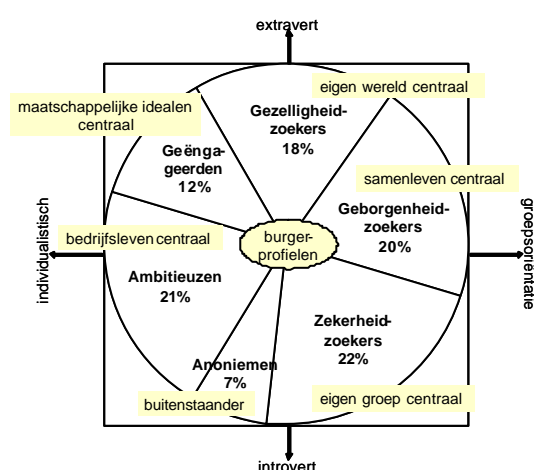 extravert
eigen wereld centraal
maatschappelijke idealen
centraal
Gezelligheid-
zoekers
18%
Geënga-
geerden
12%
samenleven centraal
Geborgenheid-
zoekers
20%
individualistisch
groepsoriëntatie
bedrijfsleven centraal
burger-
profielen
Ambitieuzen
21%
Zekerheid-
zoekers
22%
Anoniemen
7%
buitenstaander
eigen groep centraal
introvert